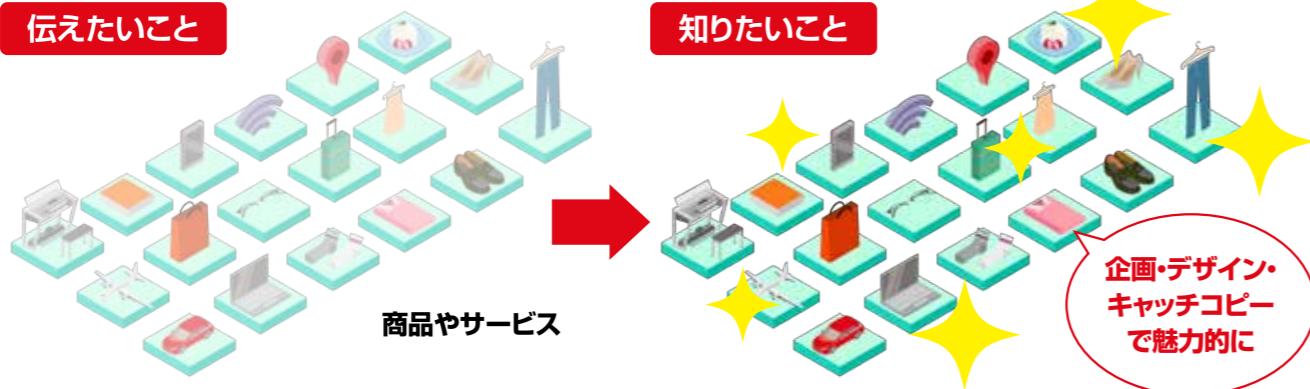 伝えたいこと
知りたいこと
商品やサービス
企画・デザイン・
キャッチコピー
で魅力的に